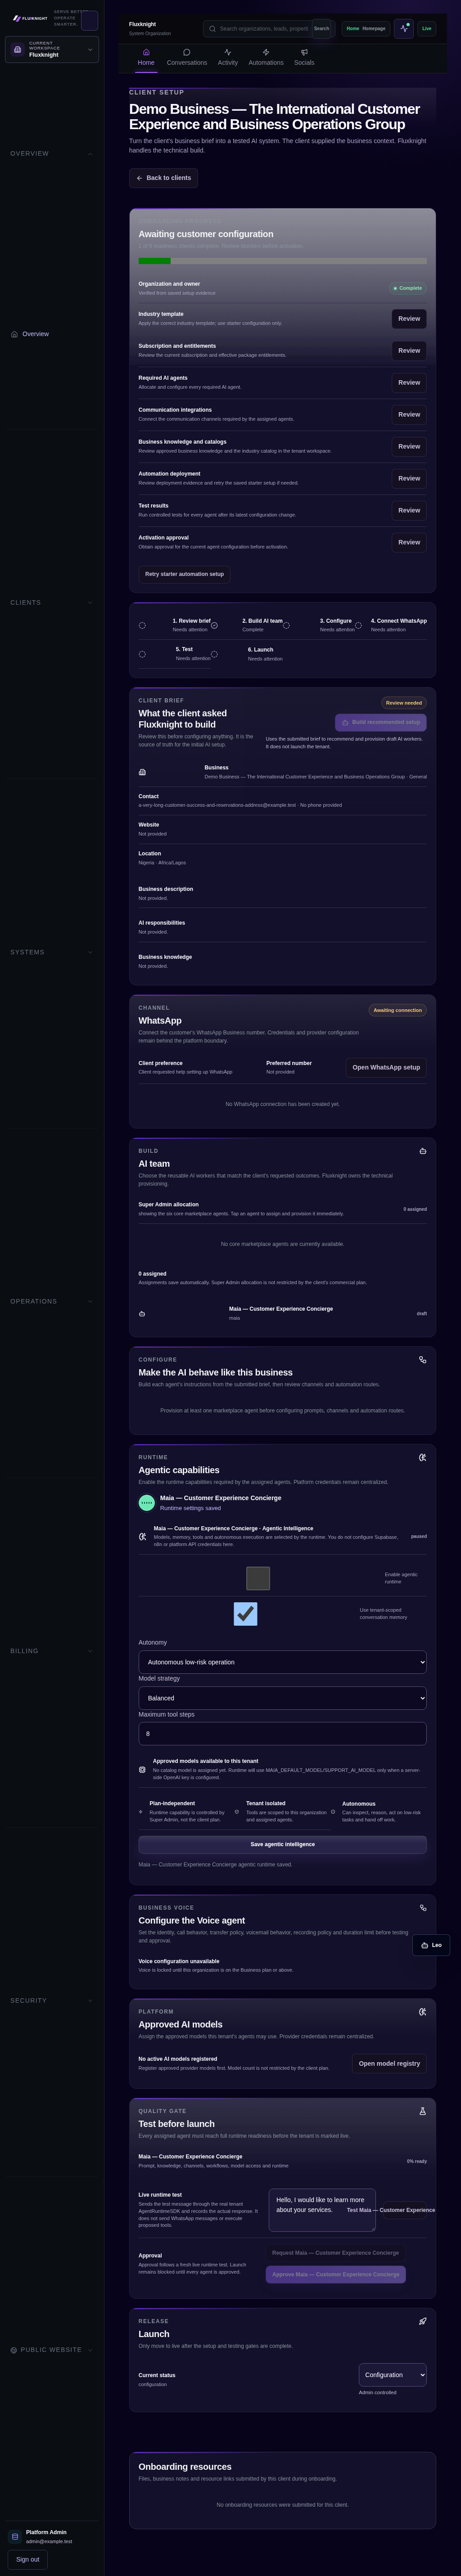 FLUXKNIGHT
SERVE BETTER.
OPERATE
SMARTER.
CURRENT
WORKSPACE
Fluxknight
OVERVIEW
Overview
CLIENTS
SYSTEMS
OPERATIONS
BILLING
SECURITY
PUBLIC WEBSITE
Platform Admin
admin@example.test
Sign out
Fluxknight
System Administrator
Search organizations, leads, properti
Search
Home Homepage
Live
Home
Conversations
Activity
Automations
Socials
CLIENT SETUP
Demo Business — The International Customer
Experience and Business Operations Group
Turn the client's business brief into a tested AI system. The client supplied the business context. Fluxknight
handles the technical build.
Back to clients
Awaiting customer configuration
Organization and owner
Verified from saved setup evidence
Complete
Industry template
Apply the correct industry template; use starter configuration only.
Review
Subscription and entitlements
Review the current subscription and effective package entitlements.
Review
Required AI agents
Allocate and configure every required AI agent.
Review
Communication integrations
Connect the communication channels required by the assigned agents.
Review
Business knowledge and catalogs
Review approved business knowledge and the industry catalog in the tenant workspace.
Review
Automation deployment
Review deployment evidence and retry the saved starter setup if needed.
Review
Test results
Run controlled tests for every agent after its latest configuration change.
Review
Activation approval
Obtain approval for the current agent configuration before activation.
Review
Retry starter automation setup
1. Review brief
Needs attention
2. Build AI team
Complete
3. Configure
Needs attention
4. Connect WhatsApp
Needs attention
5. Test
Needs attention
6. Launch
Needs attention
CLIENT BRIEF
What the client asked
Fluxknight to build
Review this before configuring anything. It is the
source of truth for the initial AI setup.
Review needed
Build recommended setup
Uses the submitted brief to recommend and provision draft AI workers.
It does not launch the tenant.
Business
Demo Business — The International Customer Experience and Business Operations Group · General
Contact
a-very-long-customer-success-and-reservations-address@example.test · No phone provided
Website
Not provided
Location
Nigeria · Africa/Lagos
Business description
Not provided.
AI responsibilities
Not provided.
Business knowledge
Not provided.
CHANNEL
WhatsApp
Connect the customer's WhatsApp Business number. Credentials and provider configuration
remain behind the platform boundary.
Awaiting connection
Client preference
Client requested help setting up WhatsApp
Preferred number
Not provided
Open WhatsApp setup
No WhatsApp connection has been created yet.
BUILD
AI team
Choose the reusable AI workers that match the client's requested outcomes. Fluxknight owns the technical
provisioning.
Super Admin allocation
showing the six core marketplace agents. Tap an agent to assign and provision it immediately.
0 assigned
No core marketplace agents are currently available.
0 assigned
Assignments save automatically. Super Admin allocation is not restricted by the client's commercial plan.
Maia — Customer Experience Concierge
maia
draft
CONFIGURE
Make the AI behave like this business
Build each agent's instructions from the submitted brief, then review channels and automation routes.
Provision at least one marketplace agent before configuring prompts, channels and automation routes.
RUNTIME
Agentic capabilities
Enable the runtime capabilities required by the assigned agents. Platform credentials remain centralized.
Maia — Customer Experience Concierge
Runtime settings saved
Maia — Customer Experience Concierge · Agentic Intelligence
Models, memory, tools and autonomous execution are selected by the runtime. You do not configure Supabase,
n8n or platform API credentials here.
paused
Enable agentic
runtime
Use tenant-scoped
conversation memory
Autonomy
Autonomous low-risk operation
Model strategy
Balanced
Maximum tool steps
8
Approved models available to this tenant
No catalog model is assigned yet. Runtime will use MAIA_DEFAULT_MODEL/SUPPORT_AI_MODEL only when a server-
side OpenAI key is configured.
Plan-independent
Runtime capability is controlled by
Super Admin, not the client plan.
Tenant isolated
Tools are scoped to this organization
and assigned agents.
Autonomous
Can inspect, reason, act on low-risk
tasks and hand off work.
Save agentic intelligence
Maia — Customer Experience Concierge agentic runtime saved.
BUSINESS VOICE
Configure the Voice agent
Set the identity, call behavior, transfer policy, voicemail behavior, recording policy and duration limit before testing
and approval.
Voice configuration unavailable
Voice is locked until this organization is on the Business plan or above.
Leo
PLATFORM
Approved AI models
Assign the approved models this tenant's agents may use. Provider credentials remain centralized.
No active AI models registered
Register approved provider models first. Model count is not restricted by the client plan.
Open model registry
QUALITY GATE
Test before launch
Every assigned agent must reach full runtime readiness before the tenant is marked live.
Maia — Customer Experience Concierge
Prompt, knowledge, channels, workflows, model access and runtime
0% ready
Live runtime test
Sends the test message through the real tenant
AgentRuntimeSDK and records the actual response. It
does not send WhatsApp messages or execute
proposed tools.
Hello, I would like to learn more
about your services.
Test Maia — Customer Experience
Approval
Approval follows a fresh live runtime test. Launch
remains blocked until every agent is approved.
Request Maia — Customer Experience Concierge
Approve Maia — Customer Experience Concierge
RELEASE
Launch
Only move to live after the setup and testing gates are complete.
Current status
configuration
Configuration
Admin controlled
Onboarding resources
Files, business notes and resource links submitted by this client during onboarding.
No onboarding resources were submitted for this client.